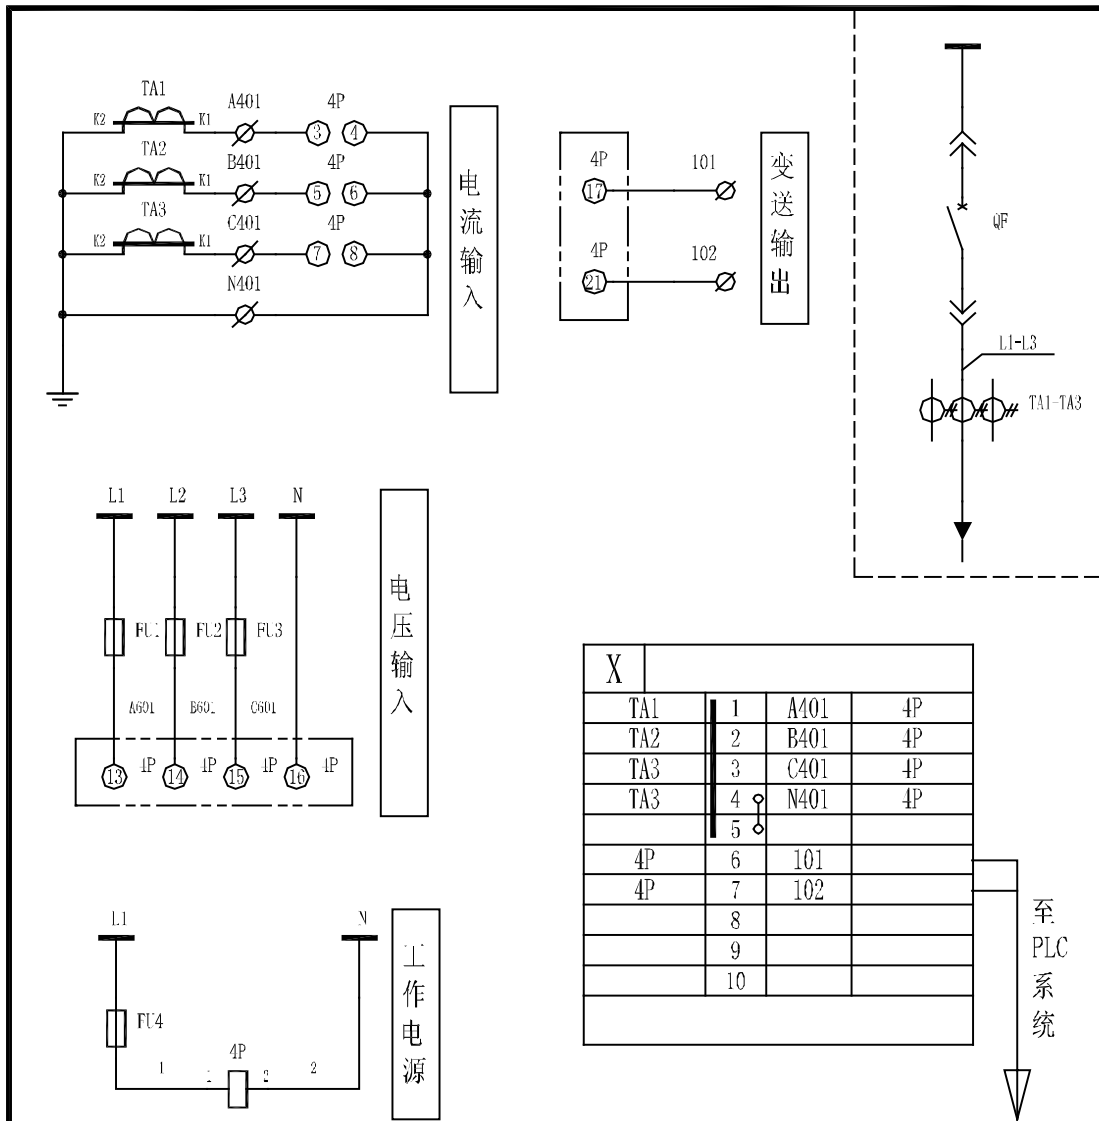 TA1
K2
K1
A401
4P
3
4
TA2
K2
K1
B401
4P
5
6
TA3
K2
K1
C401
4P
7
8
N401
电流输入
4P
17
101
4P
21
102
变送输出
QF
L1-L3
TA1-TA3
L1
L2
L3
N
FU1
FU2
FU3
A601
B601
C601
13
4P
14
4P
15
4P
16
4P
电压输入
L1
N
FU4
4P
1
1
2
2
工作电源
X
TA1 1 A401 4P
TA2 2 B401 4P
TA3 3 C401 4P
TA3 4 N401 4P
5
4P 6 101
4P 7 102
8
9
10
至
PLC
系
统